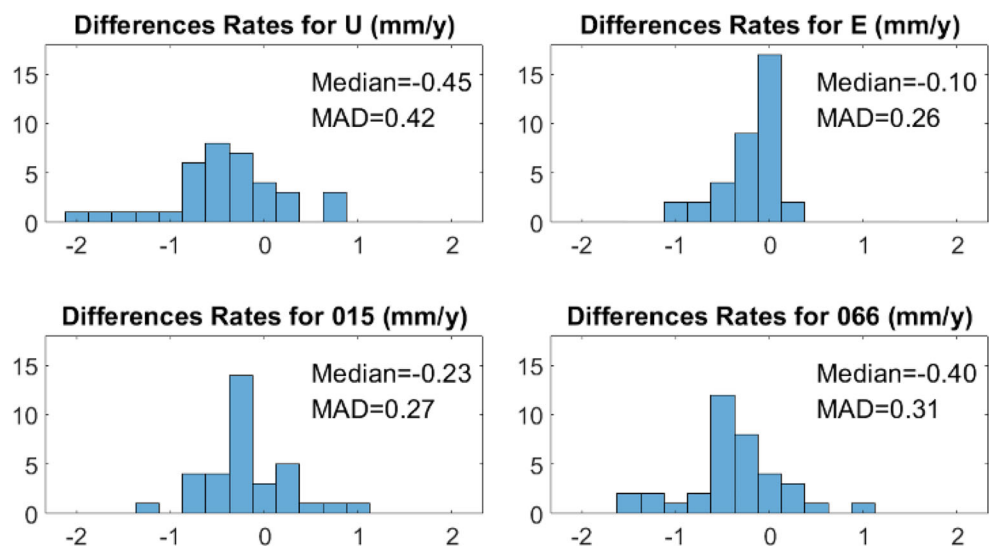 Differences Rates for U (mm/y)
Median=-0.45
MAD=0.42
15
10
5
0
-2 -1 0 1 2
Differences Rates for E (mm/y)
Median=-0.10
MAD=0.26
15
10
5
0
-2 -1 0 1 2
Differences Rates for 015 (mm/y)
Median=-0.23
MAD=0.27
15
10
5
0
-2 -1 0 1 2
Differences Rates for 066 (mm/y)
Median=-0.40
MAD=0.31
15
10
5
0
-2 -1 0 1 2